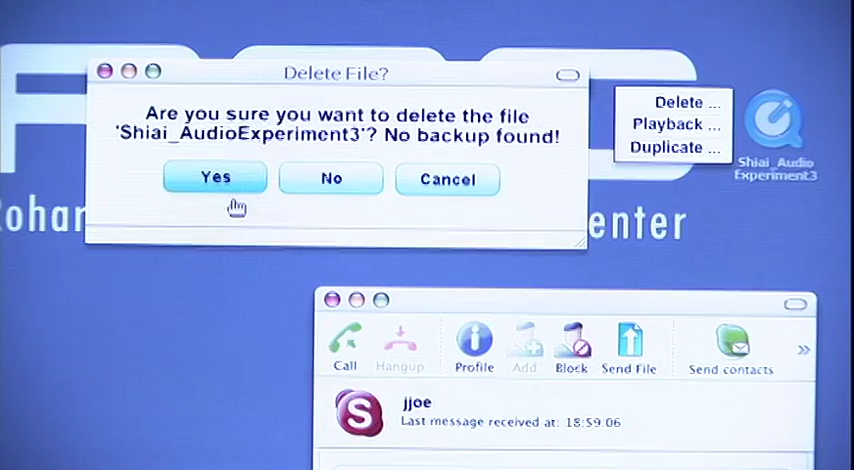 Delete File?
Are you sure you want to delete the file
'Shiai_AudioExperiment3'? No backup found!
Yes
No
Cancel
Delete ...
Playback ...
Duplicate ...
Shiai_Audio
Experiment3
enter
Call
Hangup
Profile
Add
Block
Send File
Send contacts
»
S
jjoe
Last message received at: 18:59:06